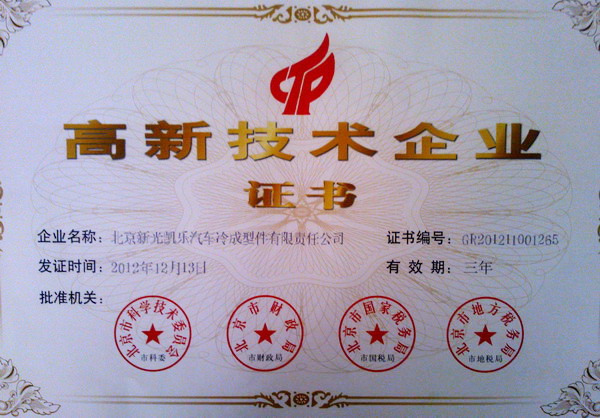 CTP
高新技术企业
证书
企业名称：北京新光凯乐汽车冷成型件有限责任公司
证书编号：GR201211001265
发证时间：2012年12月13日
有效期：三年
批准机关：
北京市科学技术委员会
市科委
北京市财政局
市财政局
北京市国家税务局
市国税局
北京市地方税务局
市地税局